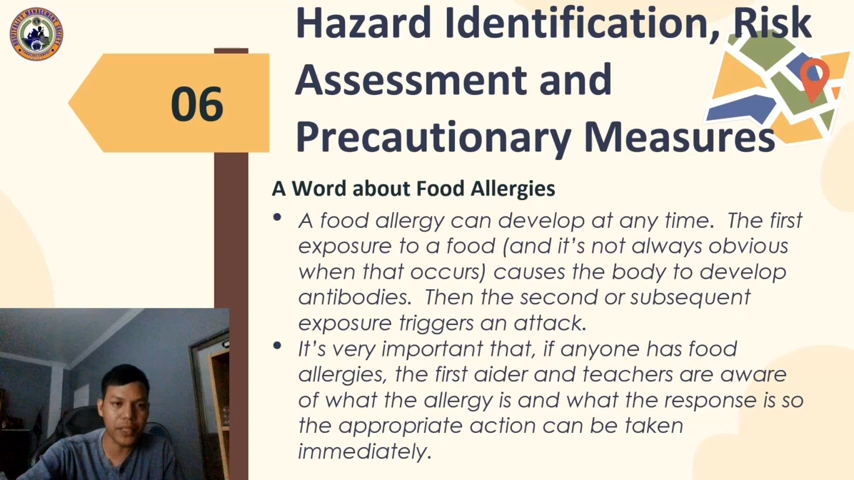 Hazard Identification, Risk
Assessment and
Precautionary Measures
06
A Word about Food Allergies
• A food allergy can develop at any time. The first
exposure to a food (and it's not always obvious
when that occurs) causes the body to develop
antibodies. Then the second or subsequent
exposure triggers an attack.
• It's very important that, if anyone has food
allergies, the first aider and teachers are aware
of what the allergy is and what the response is so
the appropriate action can be taken
immediately.